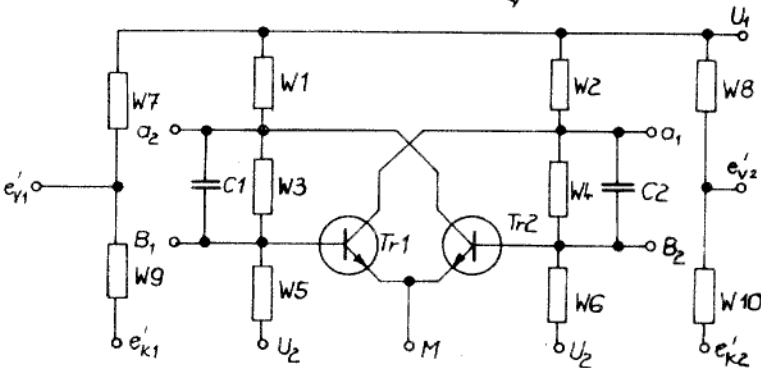 U₁
W7
W1
W2
W8
a₂
a₁
e'v1
C1
W3
W4
C2
e'v2
B₁
Tr1
Tr2
B₂
W9
W5
W6
W10
e'k1
U₂
M
U₂
e'k2